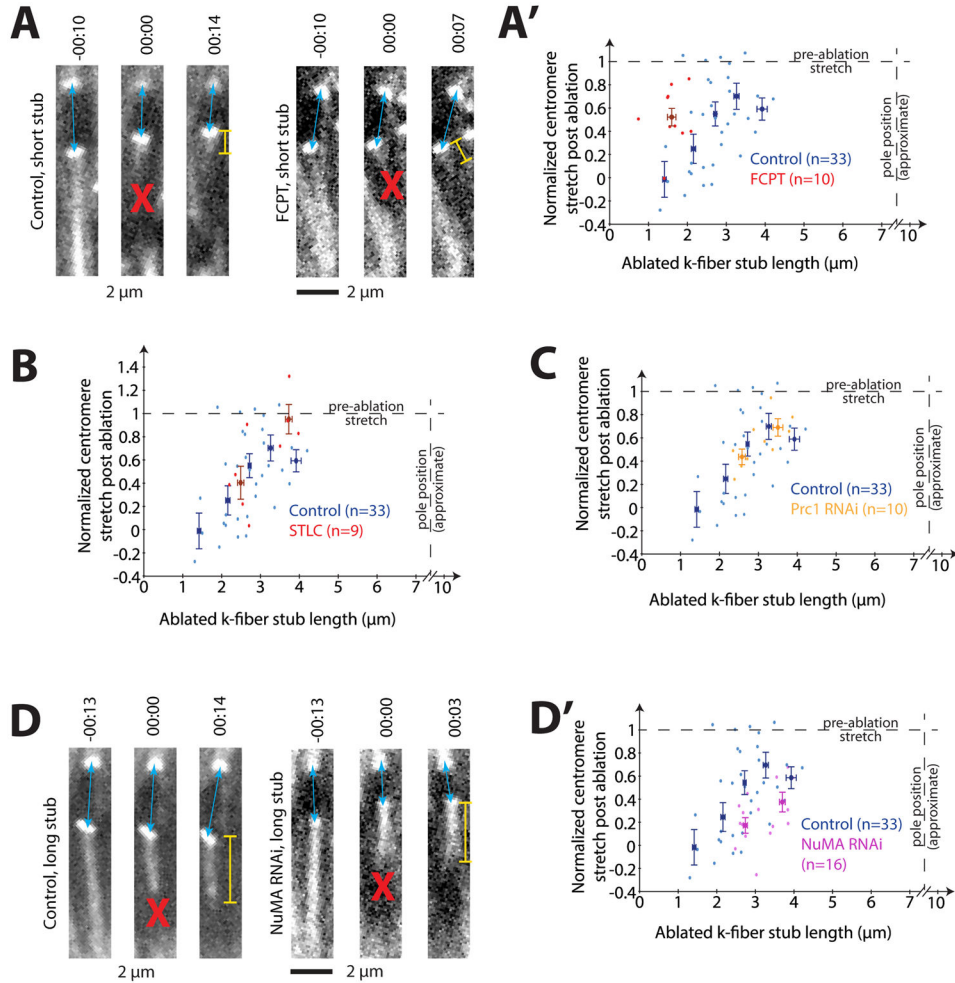 A
-00:10
00:00
00:14
Control, short stub
X
2 µm
-00:10
00:00
00:07
FCPT, short stub
X
2 µm
A'
Normalized centromere
stretch post ablation
1
0.8
0.4
0.2
0
-0.2
0.4
pre-ablation
stretch
Control (n=33)
FCPT (n=10)
pole position
(approximate)
0 1 2 3 4 5 6 7 10
Ablated k-fiber stub length (µm)
B
Normalized centromere
stretch post ablation
1.4
1.2
1
0.8
0.6
0.4
0.2
0
-0.2
-0.4
pre-ablation
stretch
Control (n=33)
STLC (n=9)
pole position
(approximate)
0 1 2 3 4 5 6 7 10
Ablated k-fiber stub length (µm)
C
Normalized centromere
stretch post ablation
1
0.8
0.6
0.4
0.2
0
-0.2
-0.4
pre-ablation
stretch
Control (n=33)
Prc1 RNAi (n=10)
pole position
(approximate)
0 1 2 3 4 5 6 7 10
Ablated k-fiber stub length (µm)
D
-00:13
00:00
00:14
Control, long stub
X
2 µm
-00:13
00:00
00:03
NuMA RNAi, long stub
X
2 µm
D'
Normalized centromere
stretch post ablation
1
0.8
0.6
0.4
0.2
0
-0.2
-0.4
pre-ablation
stretch
Control (n=33)
NuMA RNAi
(n=16)
pole position
(approximate)
0 1 2 3 4 5 6 7 10
Ablated k-fiber stub length (µm)